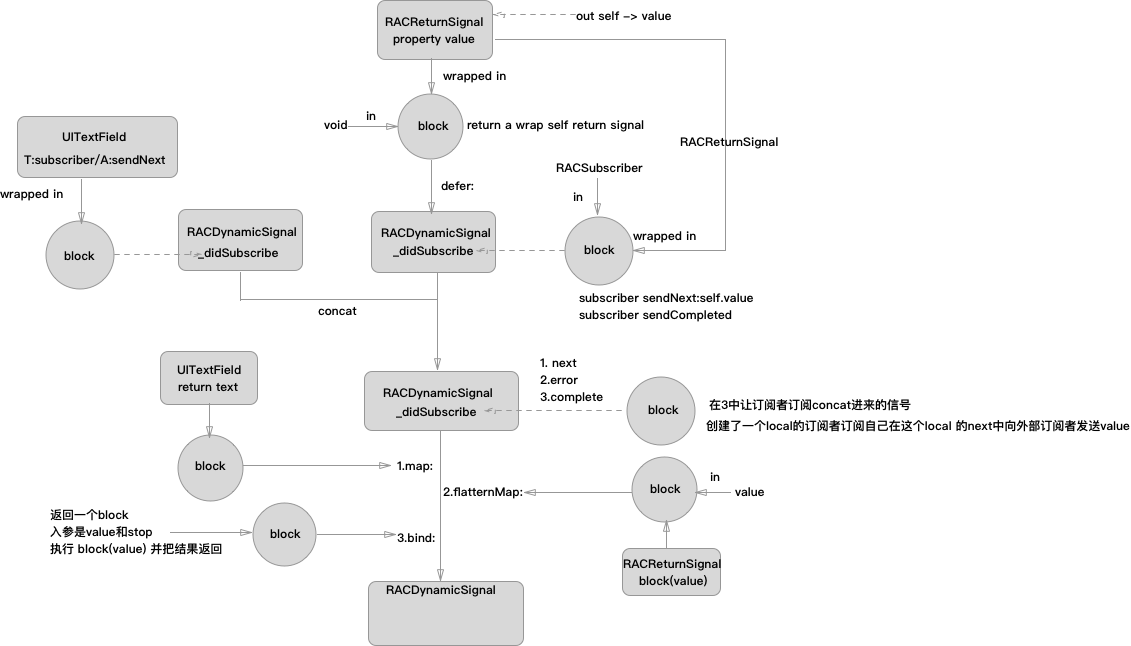 RACReturnSignal
property value
out self -> value
wrapped in
void
in
block
return a wrap self return signal
RACReturnSignal
UITextField
T:subscriber/A:sendNext
wrapped in
block
RACDynamicSignal
_didSubscribe
defer:
RACDynamicSignal
_didSubscribe
RACSubscriber
in
block
wrapped in
subscriber sendNext:self.value
subscriber sendCompleted
concat
UITextField
return text
RACDynamicSignal
_didSubscribe
1. next
2.error
3.complete
block
在3中让订阅者订阅concat进来的信号
创建了一个local的订阅者订阅自己在这个local 的next中向外部订阅者发送value
block
1.map:
2.flatternMap:
block
in
value
返回一个block
入参是value和stop
执行 block(value) 并把结果返回
block
3.bind:
RACReturnSignal
block(value)
RACDynamicSignal